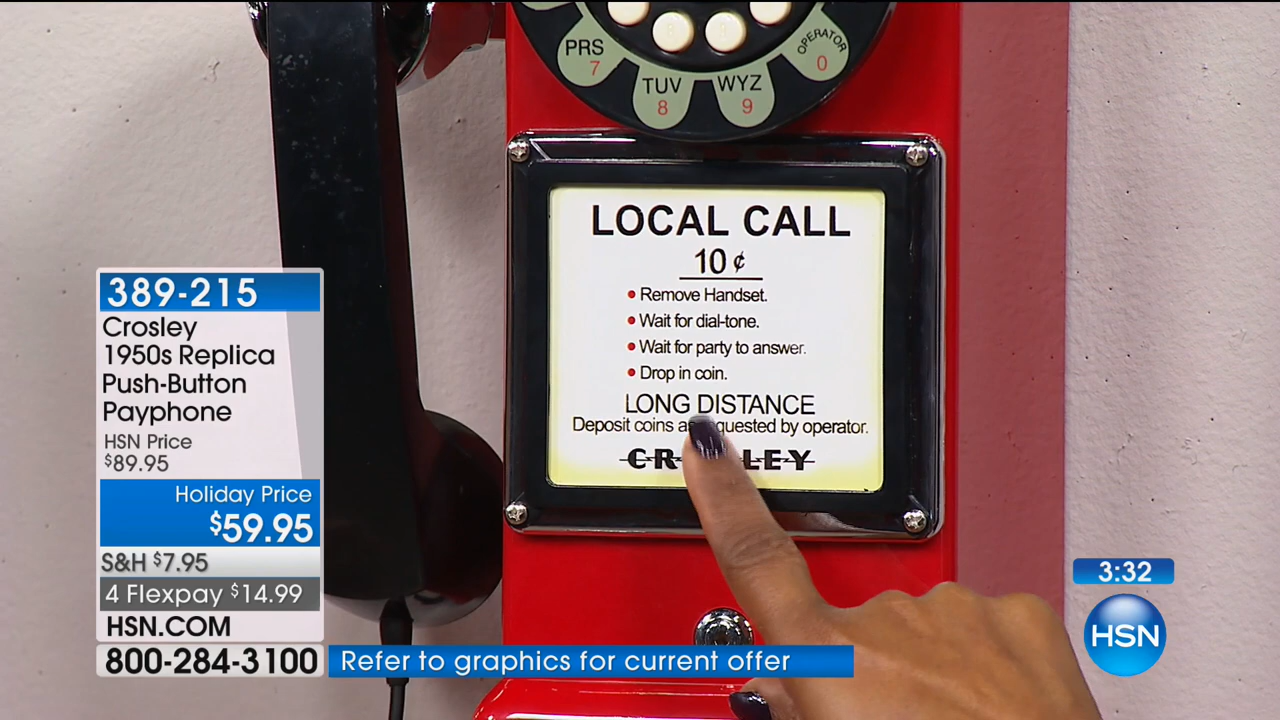 PRS
7
TUV
8
WYZ
9
OPERATOR
0
LOCAL CALL
10 ¢
Remove Handset.
Wait for dial-tone.
Wait for party to answer.
Drop in coin.
LONG DISTANCE
Deposit coins as quested by operator.
389-215
Crosley
1950s Replica
Push-Button
Payphone
HSN Price
$89.95
Holiday Price
$59.95
S&H $7.95
4 Flexpay $14.99
HSN.COM
800-284-3100
Refer to graphics for current offer
3:32
HSN